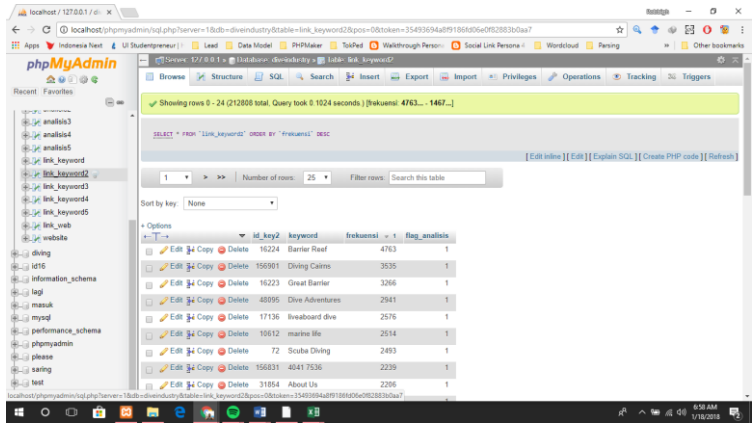 localhost / 127.0.0.1 / di
localhost/phpmyadmin/sql.php?server=1&db=diveindustry&table=link_keyword2&pos=0&token=35493694a8f9186fd06e0f82883b0aa7
Apps Indonesia Next UI Studentpreneur | Lead Data Model PHPMaker TokPed Walkthrough Person Social Link Persone Wordcloud Parsing » Other bookmarks
phpMyAdmin
Recent Favorites
analisis3
analisis4
analisis5
link_keyword
link_keyword2
link_keyword3
link_keyword4
link_keyword5
link_web
website
diving
id16
information_schema
lagi
masuk
mysql
performance_schema
phpmyadmin
please
saring
test
Server: 127.0.0.1 » Database: diveindustry » Table: link_keyword2
Browse Structure SQL Search Insert Export Import Privileges Operations Tracking Triggers
Showing rows 0 - 24 (212808 total, Query took 0.1024 seconds.) [frekuensi: 4763... - 1467...]
SELECT * FROM `link_keyword2` ORDER BY `frekuensi` DESC
[ Edit inline ] [ Edit ] [ Explain SQL ] [ Create PHP code ] [ Refresh ]
1 > >> Number of rows: 25 Filter rows: Search this table
Sort by key: None
+ Options
←T→ id_key2 keyword frekuensi 1 flag_analisis
Edit Copy Delete 16224 Barrier Reef 4763 1
Edit Copy Delete 156901 Diving Cairns 3535 1
Edit Copy Delete 16223 Great Barrier 3266 1
Edit Copy Delete 48095 Dive Adventures 2941 1
Edit Copy Delete 17136 liveaboard dive 2576 1
Edit Copy Delete 10612 marine life 2514 1
Edit Copy Delete 72 Scuba Diving 2493 1
Edit Copy Delete 156831 4041 7536 2239 1
Edit Copy Delete 31854 About Us 2206 1
localhost/phpmyadmin/sql.php?server=1&db=diveindustry&table=link_keyword2&pos=0&token=35493694a8f9186fd06e0f82883b0aa7
6:58 AM
1/18/2018